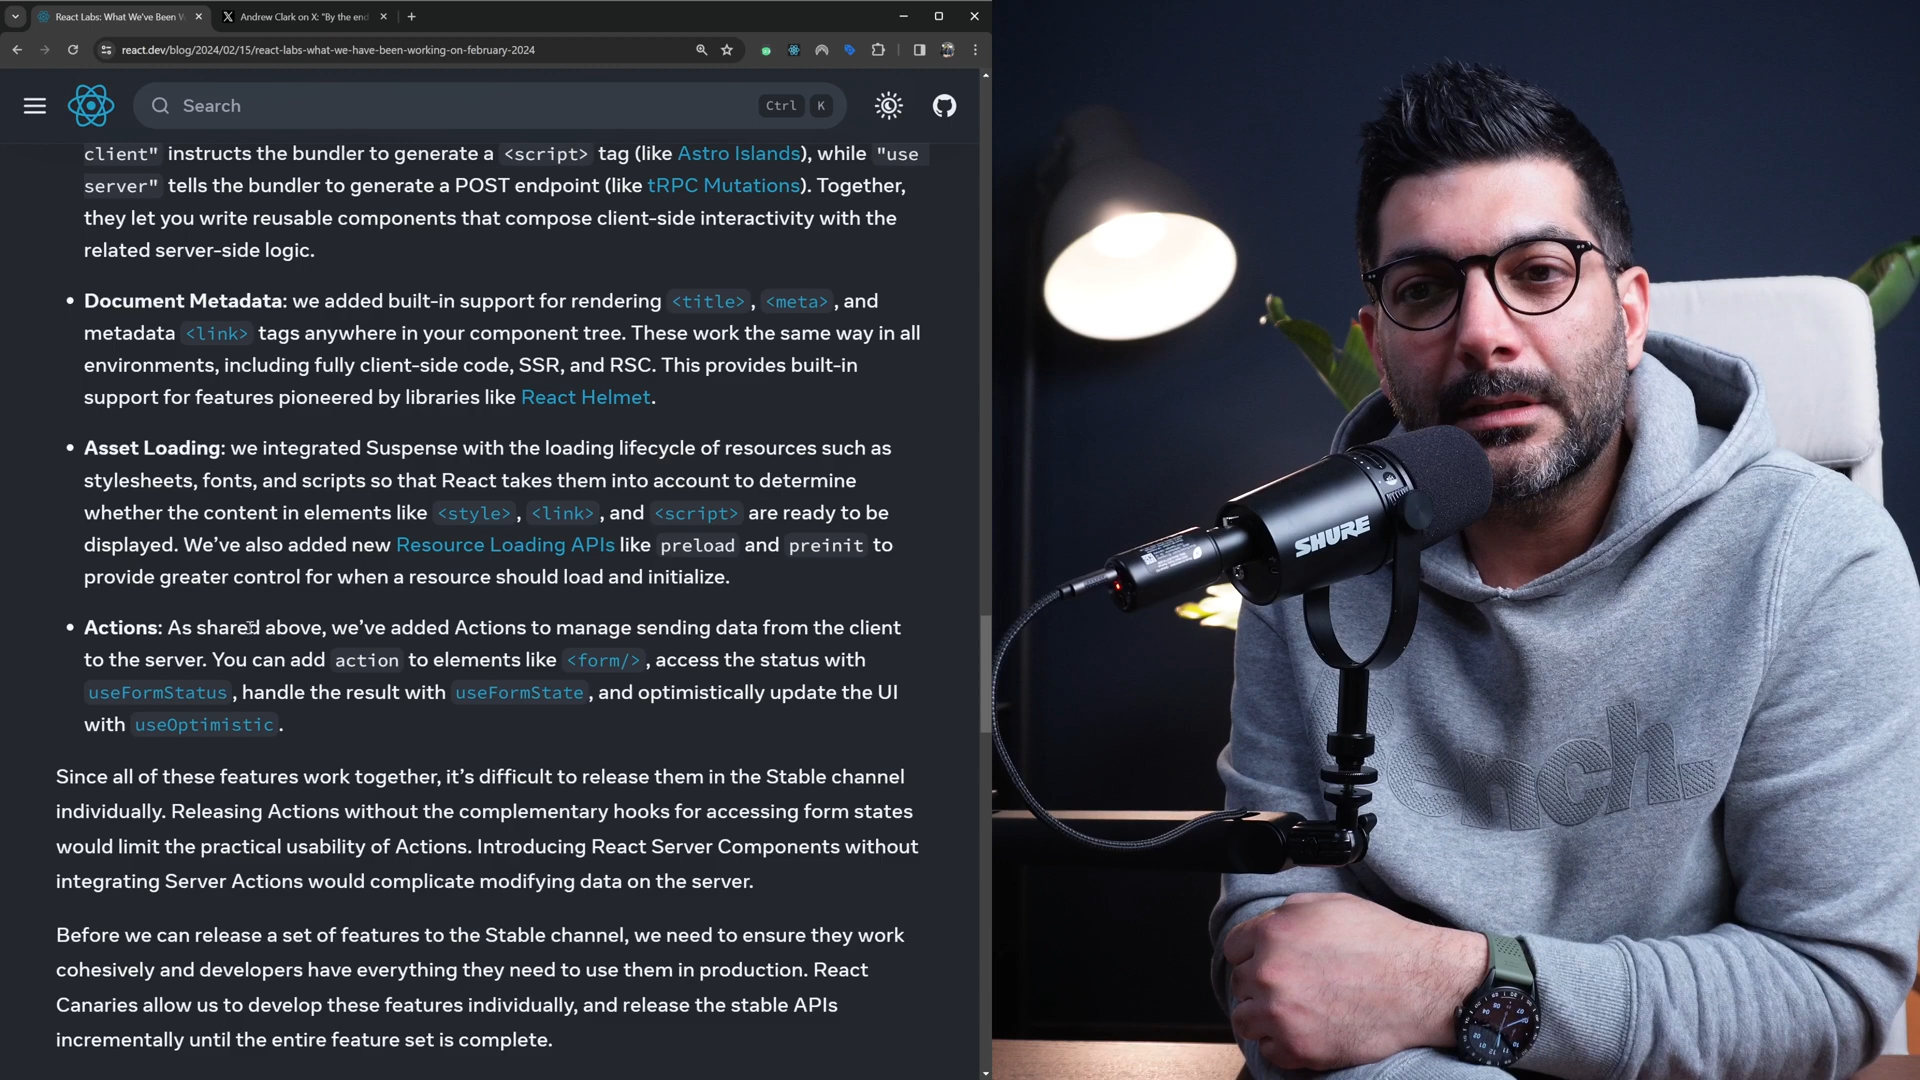 React Labs: What We've Been W
Andrew Clark on X: "By the end
react.dev/blog/2024/02/15/react-labs-what-we-have-been-working-on-february-2024
Search
Ctrl K
client" instructs the bundler to generate a <script> tag (like Astro Islands), while "use
server" tells the bundler to generate a POST endpoint (like tRPC Mutations). Together,
they let you write reusable components that compose client-side interactivity with the
related server-side logic.
• Document Metadata: we added built-in support for rendering <title>, <meta>, and
metadata <link> tags anywhere in your component tree. These work the same way in all
environments, including fully client-side code, SSR, and RSC. This provides built-in
support for features pioneered by libraries like React Helmet.
• Asset Loading: we integrated Suspense with the loading lifecycle of resources such as
stylesheets, fonts, and scripts so that React takes them into account to determine
whether the content in elements like <style>, <link>, and <script> are ready to be
displayed. We’ve also added new Resource Loading APIs like preload and preinit to
provide greater control for when a resource should load and initialize.
• Actions: As shared above, we’ve added Actions to manage sending data from the client
to the server. You can add action to elements like <form/>, access the status with
useFormStatus, handle the result with useFormState, and optimistically update the UI
with useOptimistic.
Since all of these features work together, it’s difficult to release them in the Stable channel
individually. Releasing Actions without the complementary hooks for accessing form states
would limit the practical usability of Actions. Introducing React Server Components without
integrating Server Actions would complicate modifying data on the server.
Before we can release a set of features to the Stable channel, we need to ensure they work
cohesively and developers have everything they need to use them in production. React
Canaries allow us to develop these features individually, and release the stable APIs
incrementally until the entire feature set is complete.
SHURE